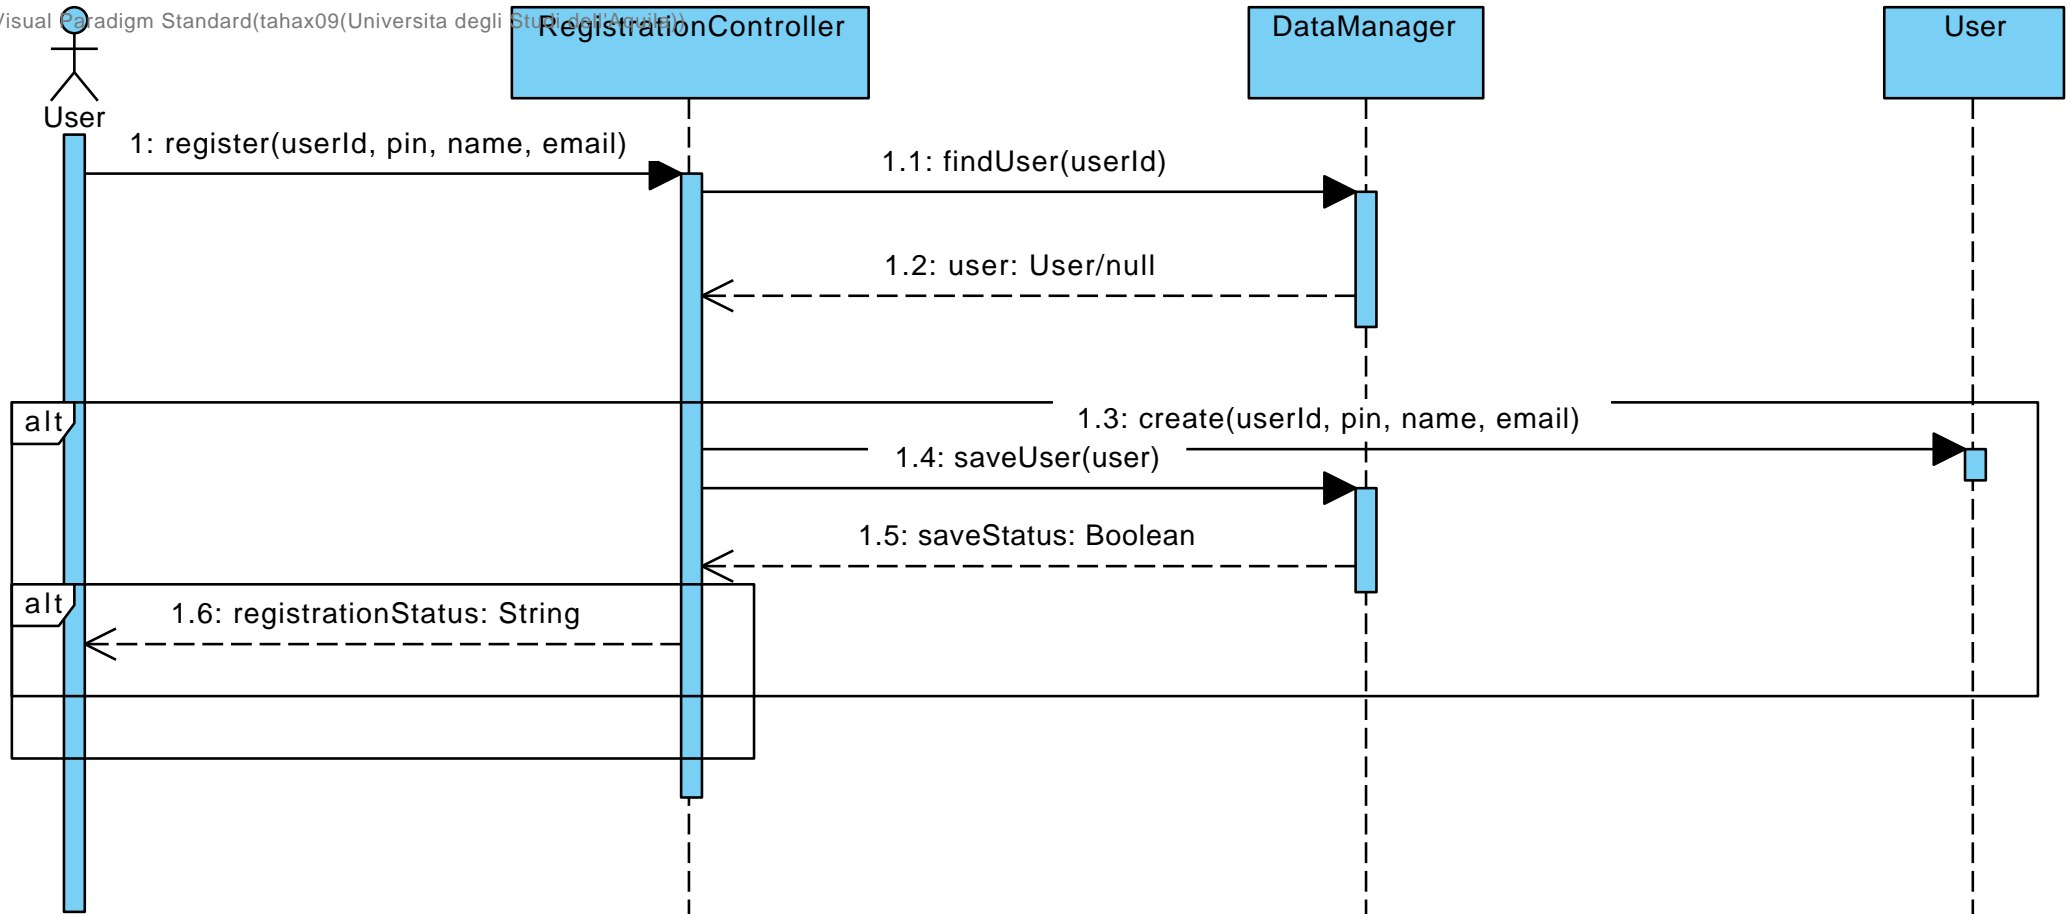 Visual Paradigm Standard(tahax09(Universita degli Studi dell'Aquila))
RegistrationController
DataManager
User
User
1: register(userId, pin, name, email)
1.1: findUser(userId)
1.2: user: User/null
alt
1.3: create(userId, pin, name, email)
1.4: saveUser(user)
1.5: saveStatus: Boolean
alt
1.6: registrationStatus: String